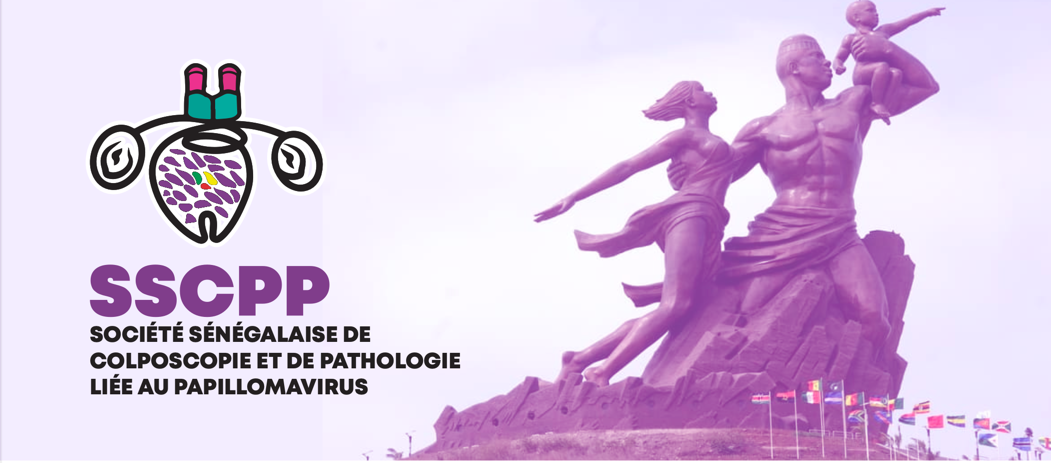 SSCPP
SOCIÉTÉ SÉNÉGALAISE DE
COLPOSCOPIE ET DE PATHOLOGIE
LIÉE AU PAPILLOMAVIRUS